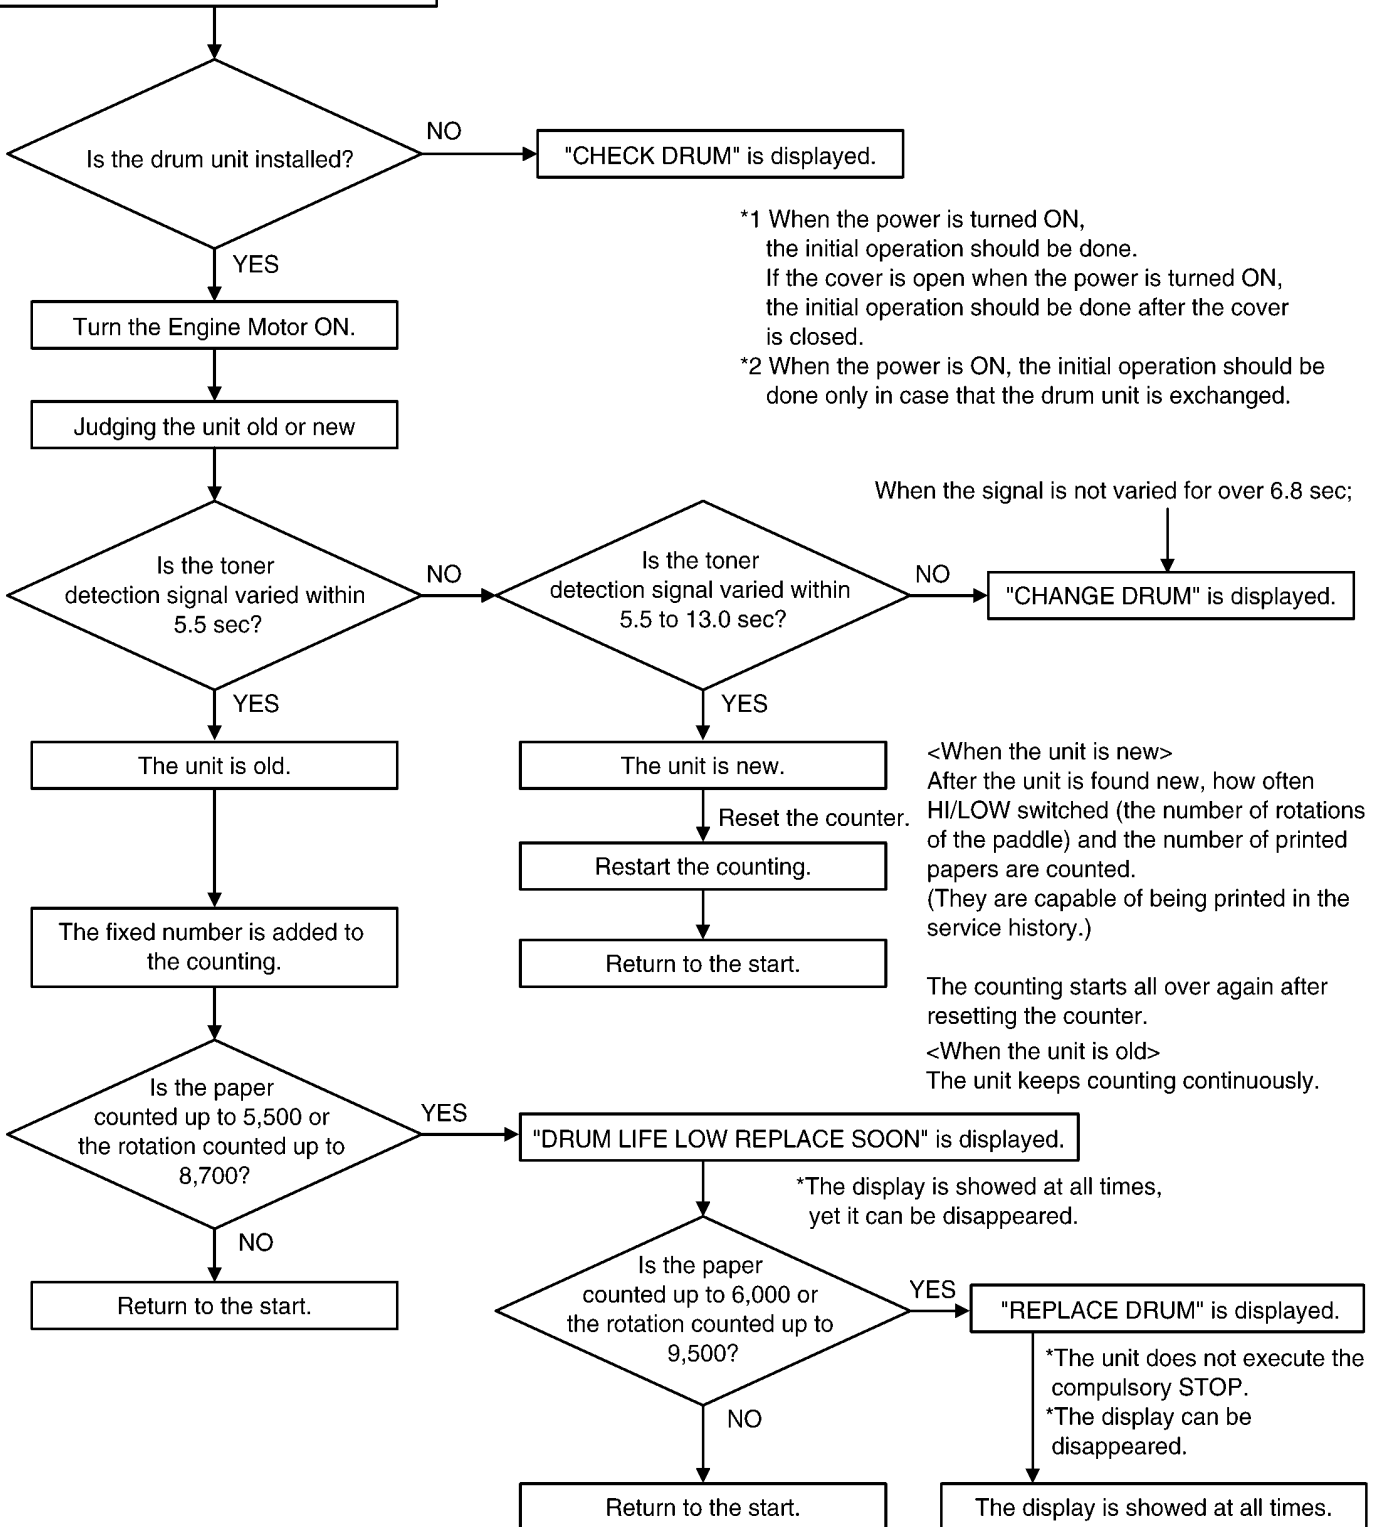 NO
Is the drum unit installed?
"CHECK DRUM" is displayed.
*1 When the power is turned ON,
the initial operation should be done.
If the cover is open when the power is turned ON,
the initial operation should be done after the cover
is closed.
*2 When the power is ON, the initial operation should be
done only in case that the drum unit is exchanged.
YES
Turn the Engine Motor ON.
Judging the unit old or new
When the signal is not varied for over 6.8 sec;
Is the toner
detection signal varied within
5.5 sec?
NO
Is the toner
detection signal varied within
5.5 to 13.0 sec?
NO
"CHANGE DRUM" is displayed.
YES
YES
The unit is old.
The unit is new.
Reset the counter.
Restart the counting.
Return to the start.
<When the unit is new>
After the unit is found new, how often
HI/LOW switched (the number of rotations
of the paddle) and the number of printed
papers are counted.
(They are capable of being printed in the
service history.)
The counting starts all over again after
resetting the counter.
<When the unit is old>
The unit keeps counting continuously.
The fixed number is added to
the counting.
Is the paper
counted up to 5,500 or
the rotation counted up to
8,700?
YES
"DRUM LIFE LOW REPLACE SOON" is displayed.
*The display is showed at all times,
yet it can be disappeared.
NO
Return to the start.
Is the paper
counted up to 6,000 or
the rotation counted up to
9,500?
YES
"REPLACE DRUM" is displayed.
*The unit does not execute the
compulsory STOP.
*The display can be
disappeared.
NO
Return to the start.
The display is showed at all times.